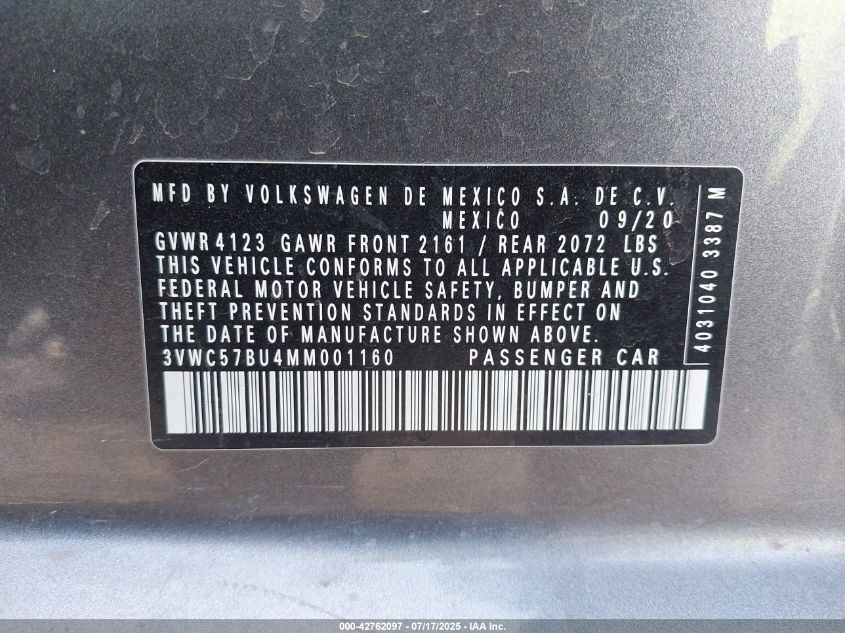 MFD BY VOLKSWAGEN DE MEXICO S.A. DE C.V.
MEXICO 09/20
GVWR 4123 GAWR FRONT 2161 / REAR 2072 LBS
THIS VEHICLE CONFORMS TO ALL APPLICABLE U.S.
FEDERAL MOTOR VEHICLE SAFETY, BUMPER AND
THEFT PREVENTION STANDARDS IN EFFECT ON
THE DATE OF MANUFACTURE SHOWN ABOVE.
3VWC57BU4MM001160 PASSENGER CAR
4031040 3387 M
000-42762097 - 07/17/2025 - IAA Inc.